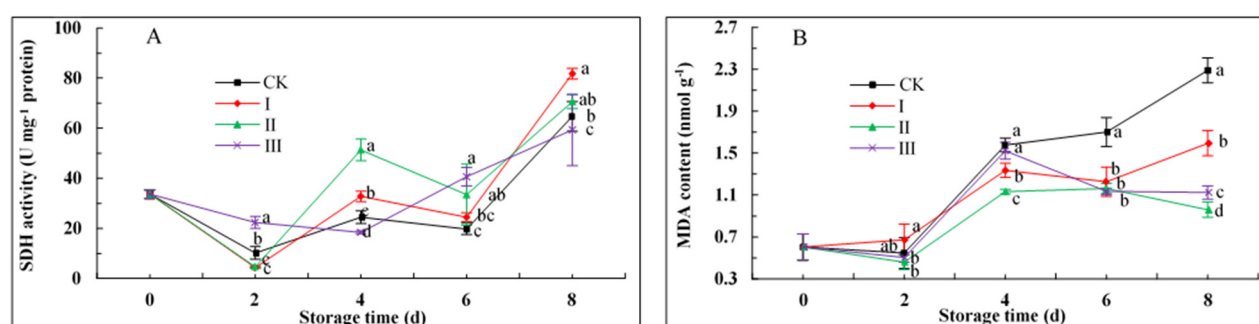 A
SDH activity (U mg-1 protein)
100
80
60
40
20
0
CK
I
II
III
b
a
c
c
a
b
c
d
a
ab
bc
c
a
ab
b
c
0 2 4 6 8
Storage time (d)
B
MDA content (nmol g-1)
2.7
2.3
1.9
1.5
1.1
0.7
0.3
CK
I
II
III
a
ab
b
b
a
a
b
c
a
b
b
b
a
b
c
d
0 2 4 6 8
Storage time (d)